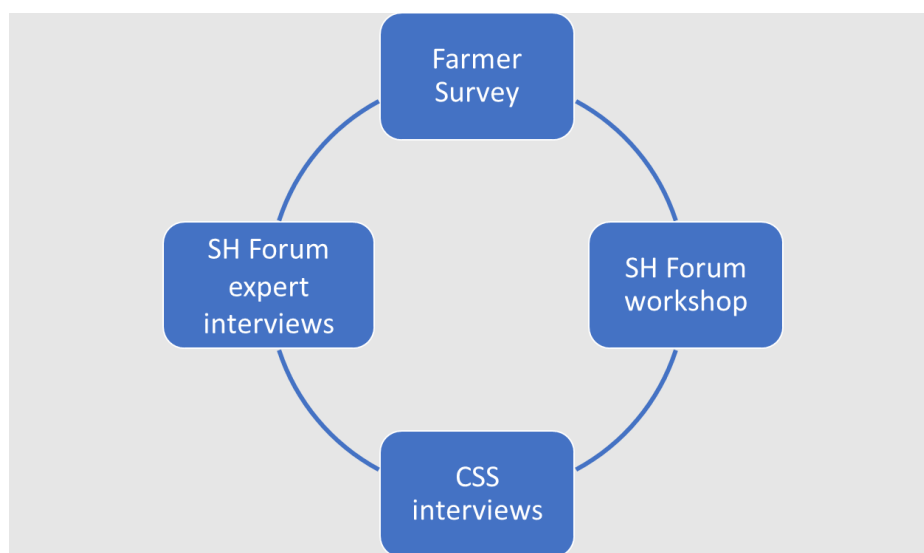 Farmer
Survey
SH Forum
expert
interviews
SH Forum
workshop
CSS
interviews